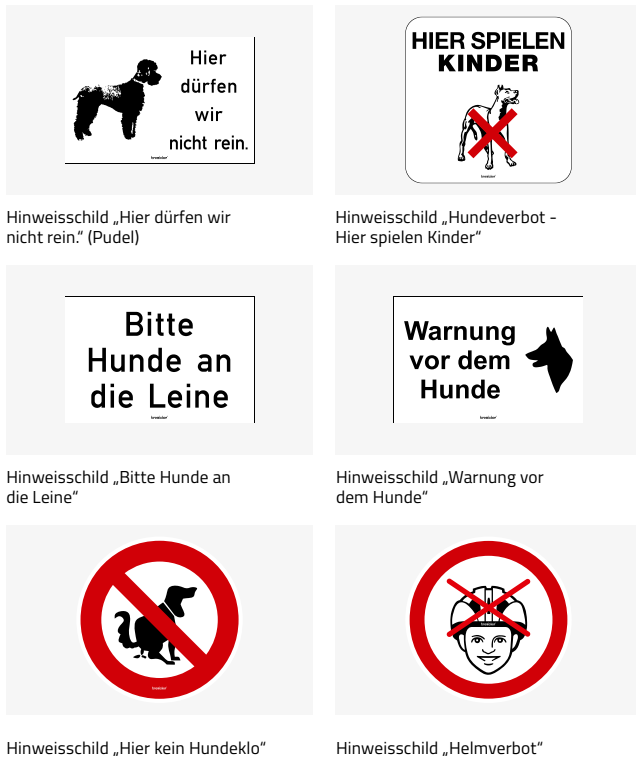 Hier
dürfen
wir
nicht rein.
HIER SPIELEN
KINDER
Hinweisschild „Hier dürfen wir
nicht rein.“ (Pudel)
Hinweisschild „Hundeverbot -
Hier spielen Kinder“
Bitte
Hunde an
die Leine
Warnung
vor dem
Hunde
Hinweisschild „Bitte Hunde an
die Leine“
Hinweisschild „Warnung vor
dem Hunde“
Hinweisschild „Hier kein Hundeklo“
Hinweisschild „Helmverbot“